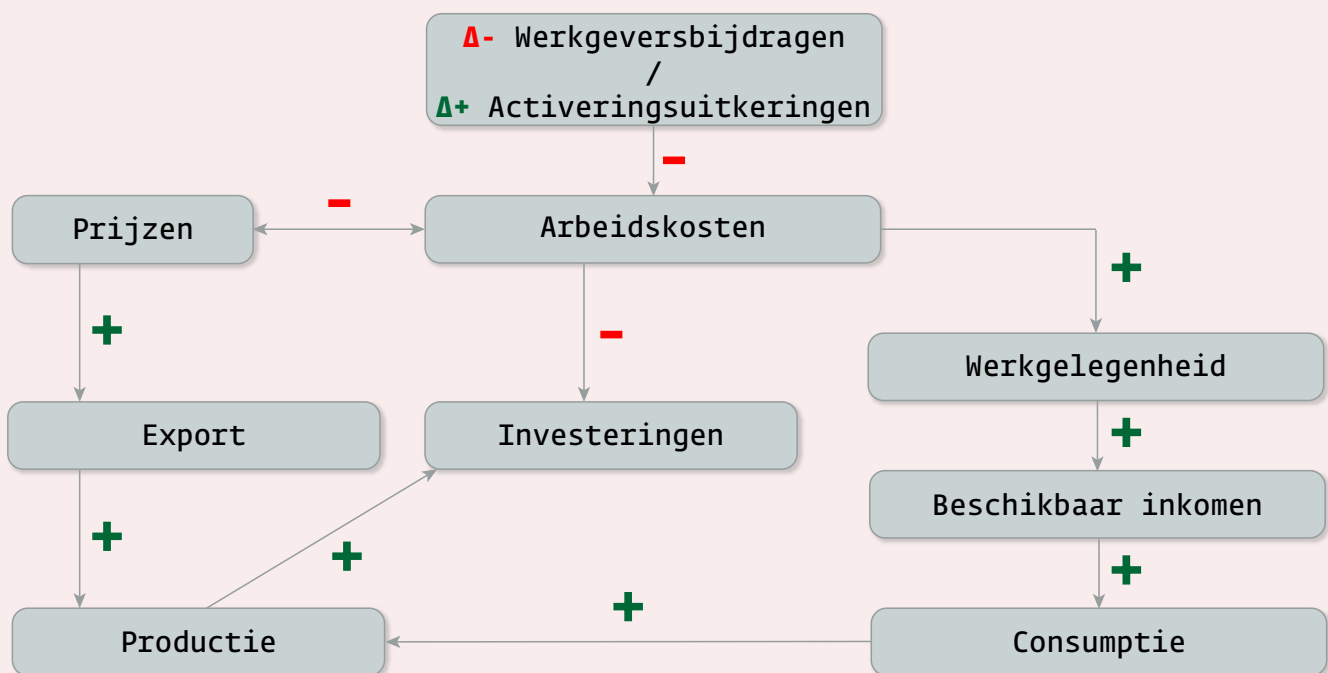 Δ- Werkgeversbijdragen
/
Δ+ Activeringsuitkeringen
-
Prijzen
-
Arbeidskosten
+
+
-
Werkgelegenheid
Export
Investeringen
+
Beschikbaar inkomen
+
+
+
+
Productie
Consumptie